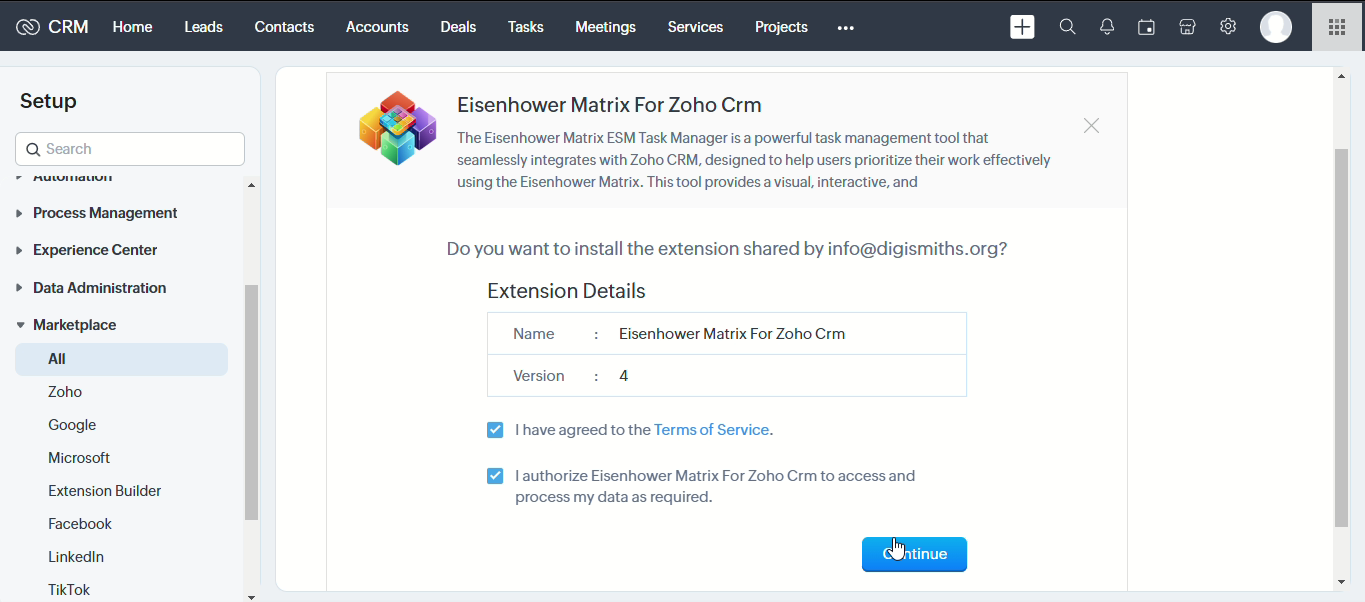 CRM Home Leads Contacts Accounts Deals Tasks Meetings Services Projects •••
Setup
Search
Automation
Process Management
Experience Center
Data Administration
Marketplace
All
Zoho
Google
Microsoft
Extension Builder
Facebook
LinkedIn
TikTok
Eisenhower Matrix For Zoho Crm
The Eisenhower Matrix ESM Task Manager is a powerful task management tool that
seamlessly integrates with Zoho CRM, designed to help users prioritize their work effectively
using the Eisenhower Matrix. This tool provides a visual, interactive, and
Do you want to install the extension shared by info@digismiths.org?
Extension Details
Name : Eisenhower Matrix For Zoho Crm
Version : 4
I have agreed to the Terms of Service.
I authorize Eisenhower Matrix For Zoho Crm to access and
process my data as required.
Continue